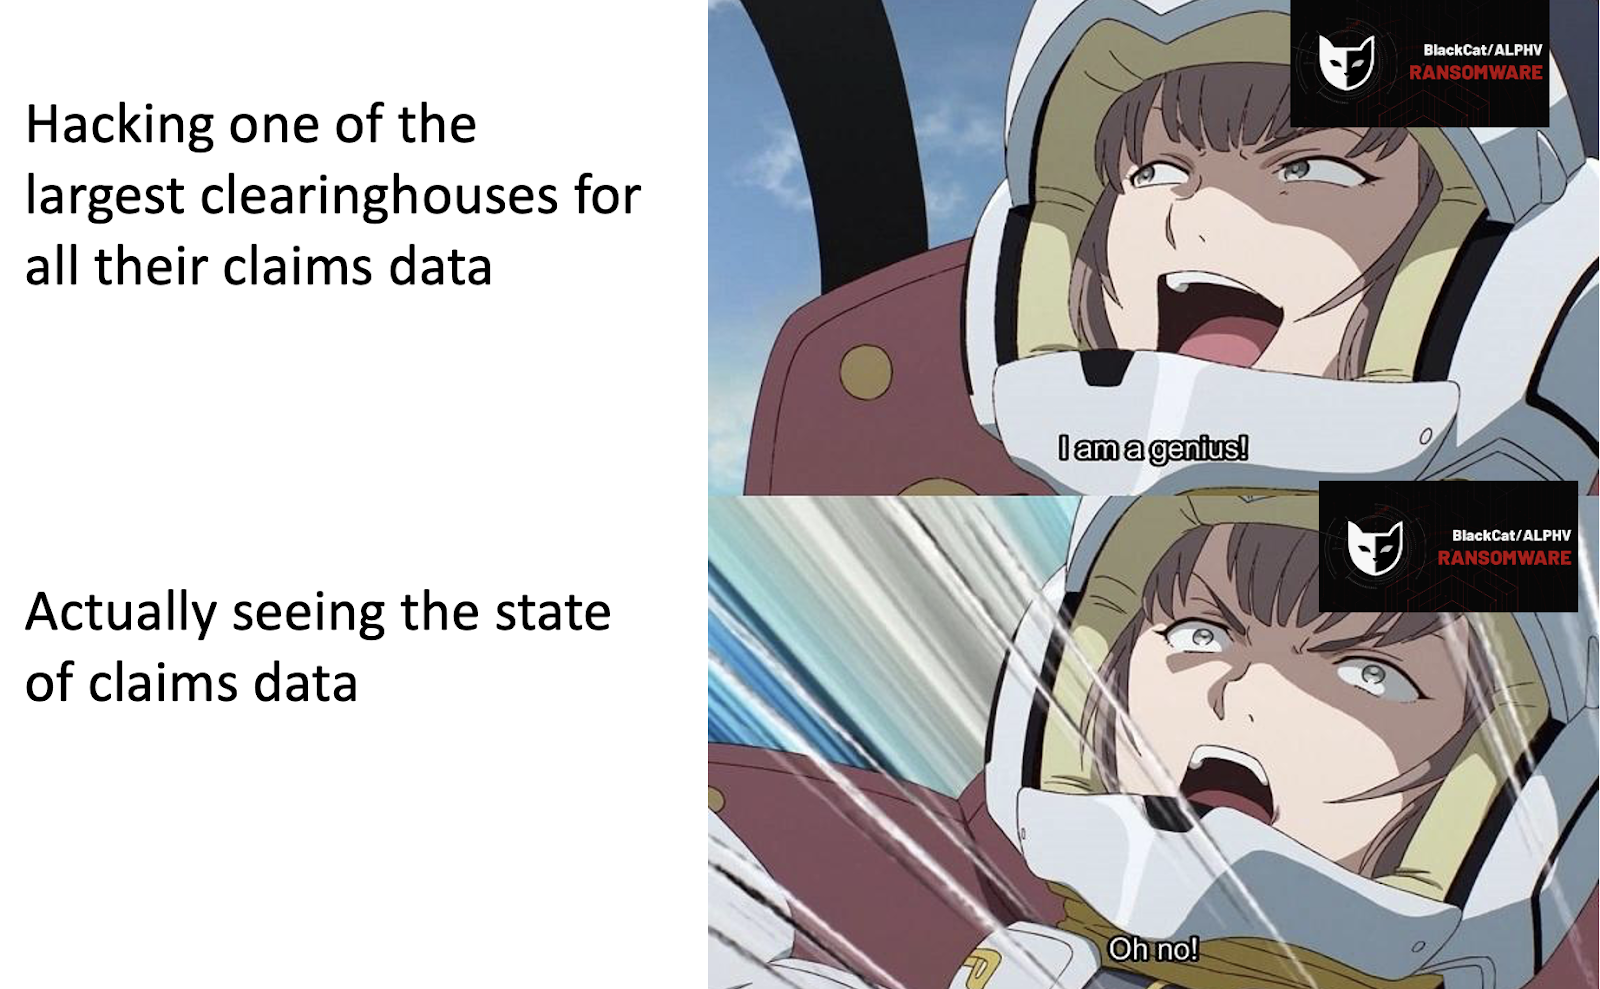 Hacking one of the
largest clearinghouses for
all their claims data
BlackCat/ALPHV
RANSOMWARE
I am a genius!
Actually seeing the state
of claims data
BlackCat/ALPHV
RANSOMWARE
Oh no!